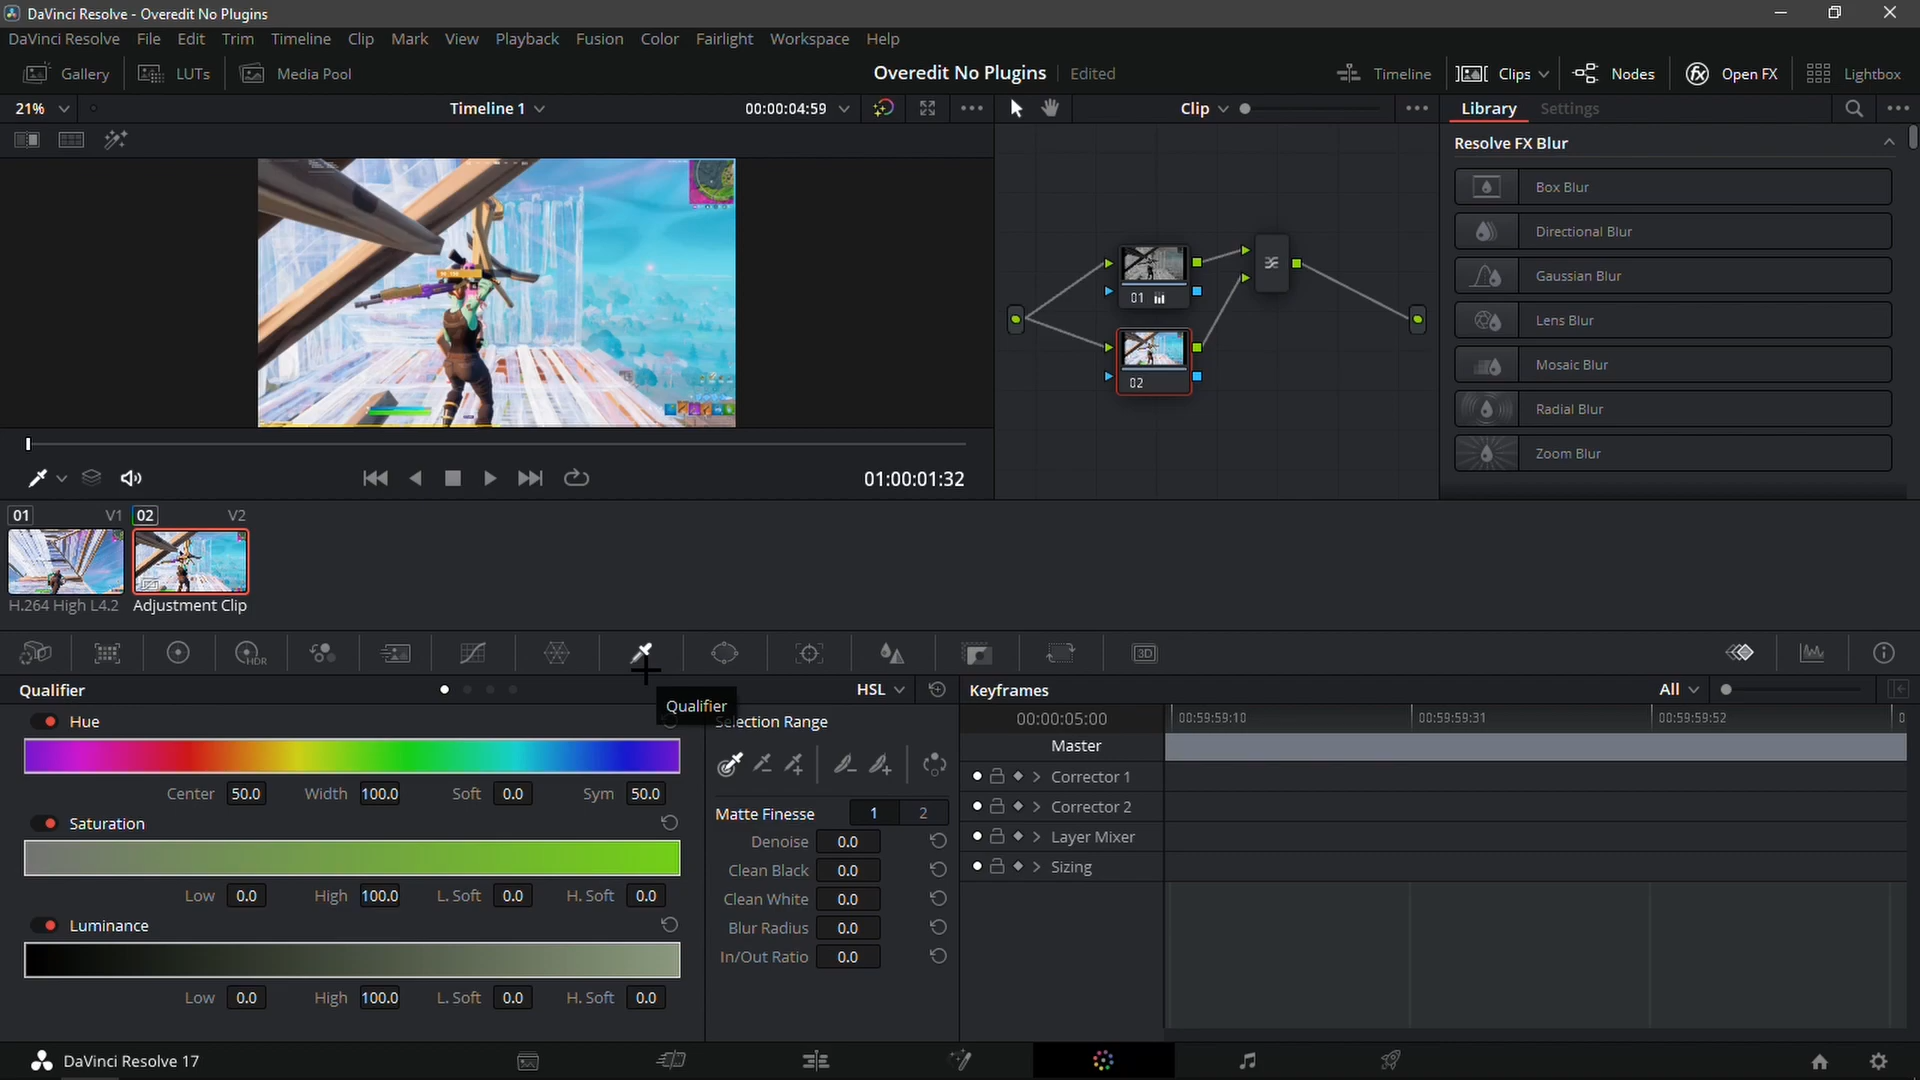 DaVinci Resolve - Overedit No Plugins
DaVinci Resolve File Edit Trim Timeline Clip Mark View Playback Fusion Color Fairlight Workspace Help
Gallery LUTs Media Pool Overedit No Plugins Edited Timeline Clips Nodes Open FX Lightbox
21% Timeline 1 00:00:04:59 Clip Library Settings
Resolve FX Blur
Box Blur
Directional Blur
Gaussian Blur
Lens Blur
Mosaic Blur
Radial Blur
Zoom Blur
01
02
01:00:01:32
01 V1 02 V2
H.264 High L4.2 Adjustment Clip
HDR 3D
Qualifier HSL Keyframes All
Qualifier
Hue Selection Range 00:00:05:00 00:59:59:10 00:59:59:31 00:59:59:52 0
Master
Center 50.0 Width 100.0 Soft 0.0 Sym 50.0
Corrector 1
Corrector 2
Layer Mixer
Sizing
Saturation
Low 0.0 High 100.0 L. Soft 0.0 H. Soft 0.0
Luminance
Low 0.0 High 100.0 L. Soft 0.0 H. Soft 0.0
Matte Finesse 1 2
Denoise 0.0
Clean Black 0.0
Clean White 0.0
Blur Radius 0.0
In/Out Ratio 0.0
DaVinci Resolve 17